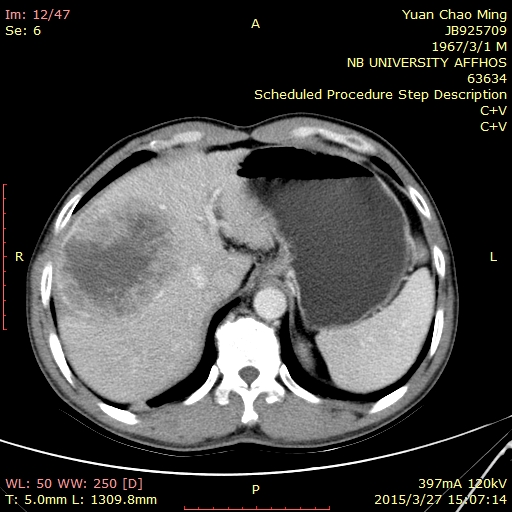 Im: 12/47
Se: 6
A
Yuan Chao Ming
JB925709
1967/3/1 M
NB UNIVERSITY AFFHOS
63634
Scheduled Procedure Step Description
C+V
C+V
R
L
WL: 50 WW: 250 [D]
T: 5.0mm L: 1309.8mm
P
397mA 120kV
2015/3/27 15:07:14